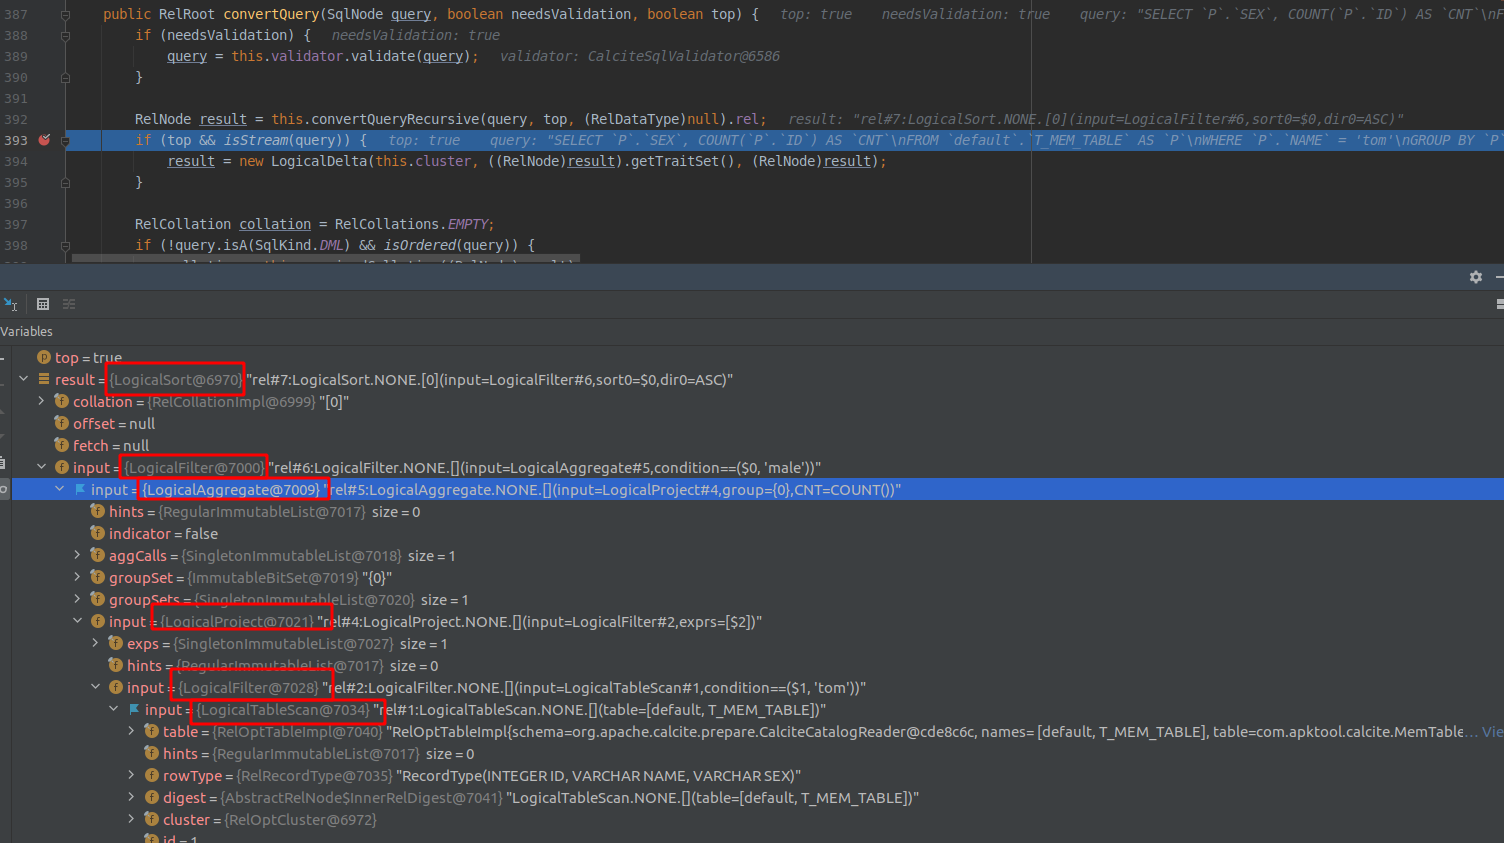 387 public RelRoot convertQuery(SqlNode query, boolean needsValidation, boolean top) { top: true needsValidation: true query: "SELECT `P`.`SEX`, COUNT(`P`.`ID`) AS `CNT`\nF
388 if (needsValidation) { needsValidation: true
389 query = this.validator.validate(query); validator: CalciteSqlValidator@6586
390 }
391
392 RelNode result = this.convertQueryRecursive(query, top, (RelDataType)null).rel; result: "rel#7:LogicalSort.NONE.[0](input=LogicalFilter#6,sort0=$0,dir0=ASC)"
393 if (top && isStream(query)) { top: true query: "SELECT `P`.`SEX`, COUNT(`P`.`ID`) AS `CNT`\nFROM `default`.`T_MEM_TABLE` AS `P`\nWHERE `P`.`NAME` = 'tom'\nGROUP BY `P`
394 result = new LogicalDelta(this.cluster, ((RelNode)result).getTraitSet(), (RelNode)result);
395 }
396
397 RelCollation collation = RelCollations.EMPTY;
398 if (!query.isA(SqlKind.DML) && isOrdered(query)) {
Variables
top = true
result = {LogicalSort@6970} "rel#7:LogicalSort.NONE.[0](input=LogicalFilter#6,sort0=$0,dir0=ASC)"
collation = {RelCollationImpl@6999} "[0]"
offset = null
fetch = null
input = {LogicalFilter@7000} "rel#6:LogicalFilter.NONE.[](input=LogicalAggregate#5,condition==($0, 'male'))"
input = {LogicalAggregate@7009} "rel#5:LogicalAggregate.NONE.[](input=LogicalProject#4,group={0},CNT=COUNT())"
hints = {RegularImmutableList@7017} size = 0
indicator = false
aggCalls = {SingletonImmutableList@7018} size = 1
groupSet = {ImmutableBitSet@7019} "{0}"
groupSets = {SingletonImmutableList@7020} size = 1
input = {LogicalProject@7021} "rel#4:LogicalProject.NONE.[](input=LogicalFilter#2,exprs=[$2])"
exps = {SingletonImmutableList@7027} size = 1
hints = {RegularImmutableList@7017} size = 0
input = {LogicalFilter@7028} "rel#2:LogicalFilter.NONE.[](input=LogicalTableScan#1,condition==($1, 'tom'))"
input = {LogicalTableScan@7034} "rel#1:LogicalTableScan.NONE.[](table=[default, T_MEM_TABLE])"
table = {RelOptTableImpl@7040} "RelOptTableImpl{schema=org.apache.calcite.prepare.CalciteCatalogReader@cde8c6c, names= [default, T_MEM_TABLE], table=com.apktool.calcite.MemTable... Vie
hints = {RegularImmutableList@7017} size = 0
rowType = {RelRecordType@7035} "RecordType(INTEGER ID, VARCHAR NAME, VARCHAR SEX)"
digest = {AbstractRelNode$InnerRelDigest@7041} "LogicalTableScan.NONE.[](table=[default, T_MEM_TABLE])"
cluster = {RelOptCluster@6972}
id = 1